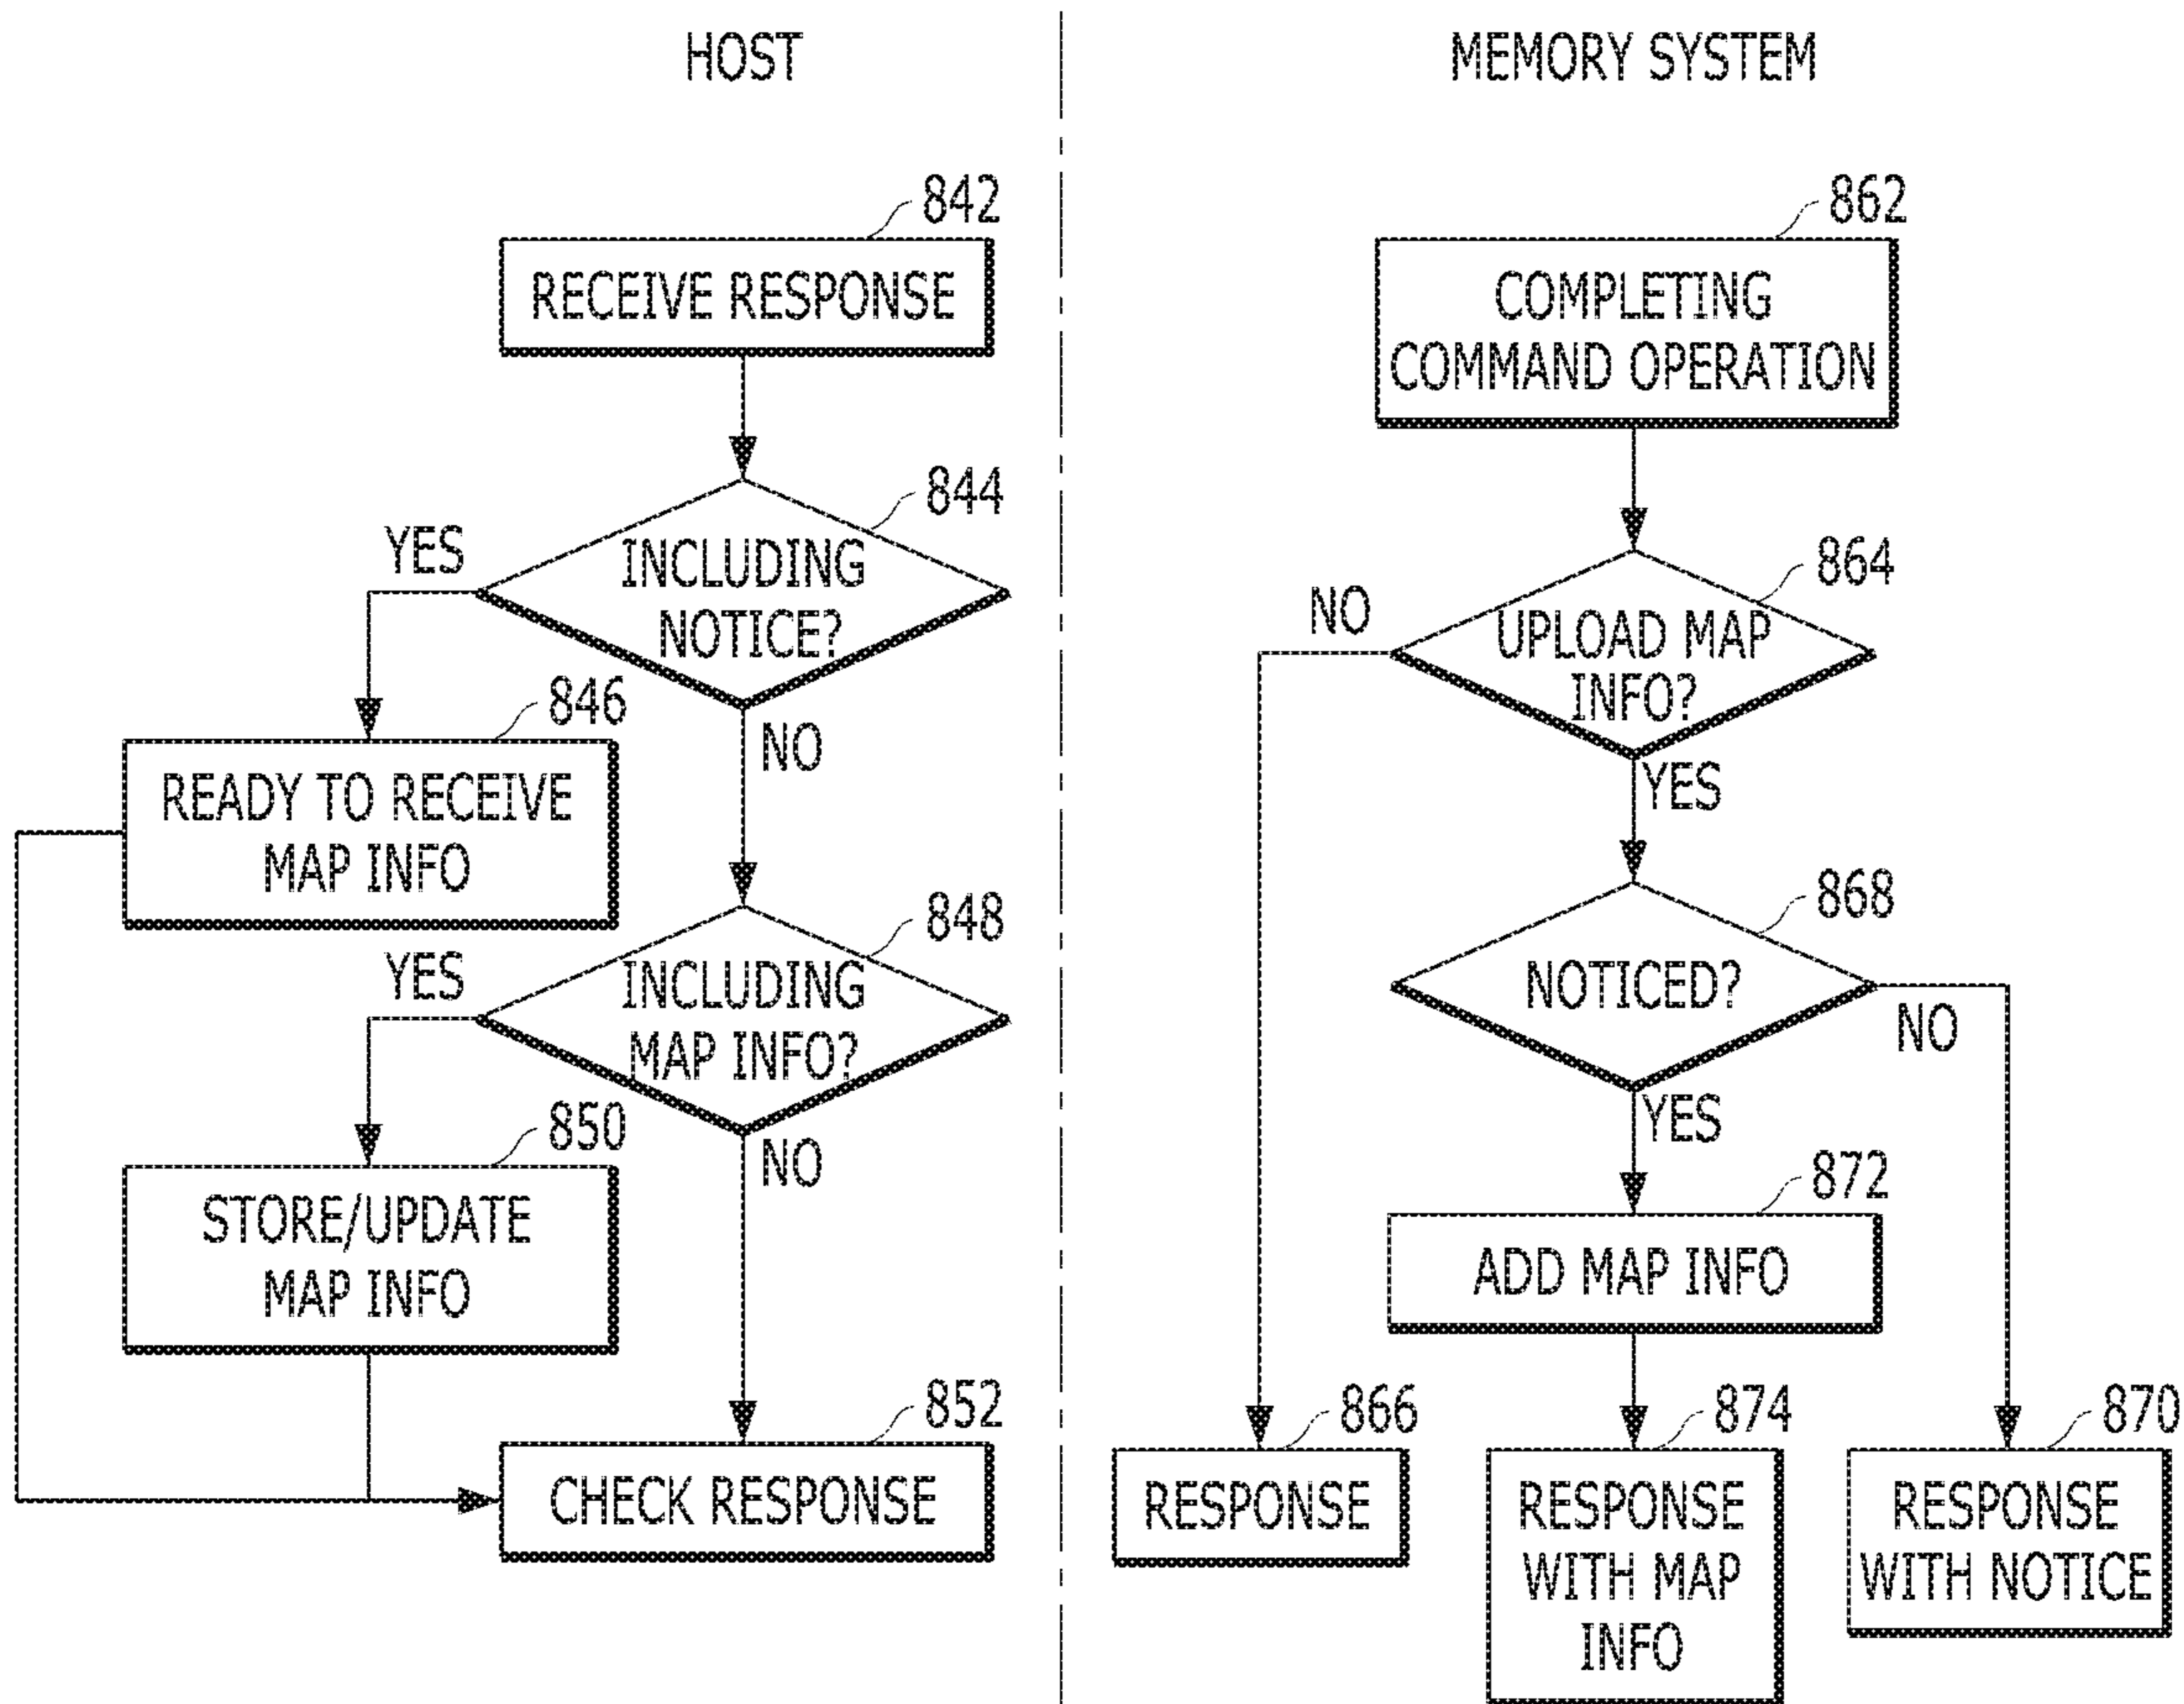 HOST
842
RECEIVE RESPONSE
844
YES
INCLUDING
NOTICE?
NO
846
READY TO RECEIVE
MAP INFO
848
YES
INCLUDING
MAP INFO?
NO
850
STORE/UPDATE
MAP INFO
852
CHECK RESPONSE
MEMORY SYSTEM
862
COMPLETING
COMMAND OPERATION
864
NO
UPLOAD MAP
INFO?
YES
868
NOTICED?
NO
YES
872
ADD MAP INFO
866
RESPONSE
874
RESPONSE
WITH MAP
INFO
870
RESPONSE
WITH NOTICE